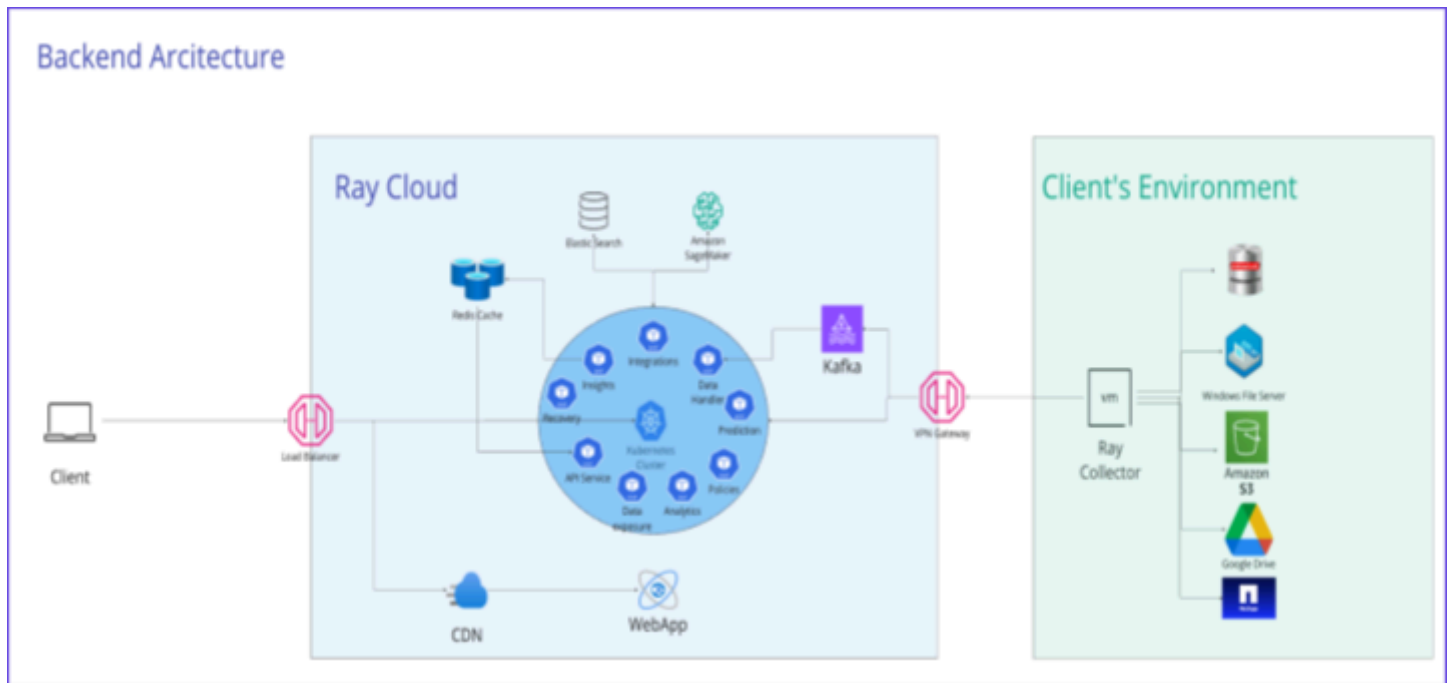 Backend Arcitecture
Ray Cloud
Client's Environment
Elastic Search
Amazon
SageMaker
Redis Cache
Kafka
Integrations
Insights
Data
Handler
Recovery
Prediction
Kubernetes
Cluster
API Service
Policies
Data
exposure
Analytics
Load Balancer
VPN Gateway
Client
CDN
WebApp
vm
Ray
Collector
Windows File Server
Amazon
S3
Google Drive